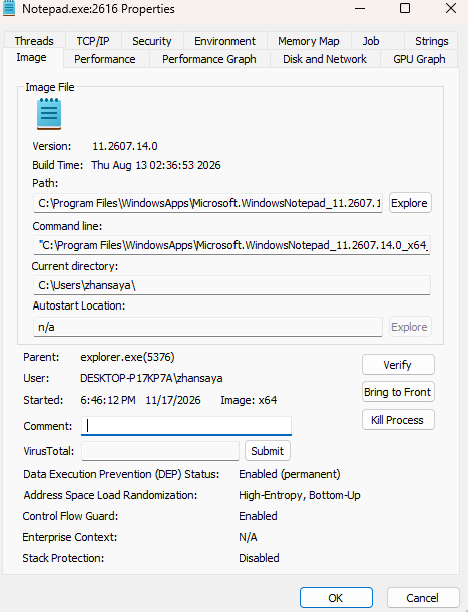 Notepad.exe:2616 Properties
Threads TCP/IP Security Environment Memory Map Job Strings
Image Performance Performance Graph Disk and Network GPU Graph
Image File
Version: 11.2607.14.0
Build Time: Thu Aug 13 02:36:53 2026
Path:
C:\Program Files\WindowsApps\Microsoft.WindowsNotepad_11.2607.1 Explore
Command line:
"C:\Program Files\WindowsApps\Microsoft.WindowsNotepad_11.2607.14.0_x64_
Current directory:
C:\Users\zhansaya\
Autostart Location:
n/a Explore
Parent: explorer.exe(5376) Verify
User: DESKTOP-P17KP7A\zhansaya Bring to Front
Started: 6:46:12 PM 11/17/2026 Image: x64 Kill Process
Comment:
VirusTotal: Submit
Data Execution Prevention (DEP) Status: Enabled (permanent)
Address Space Load Randomization: High-Entropy, Bottom-Up
Control Flow Guard: Enabled
Enterprise Context: N/A
Stack Protection: Disabled
OK Cancel